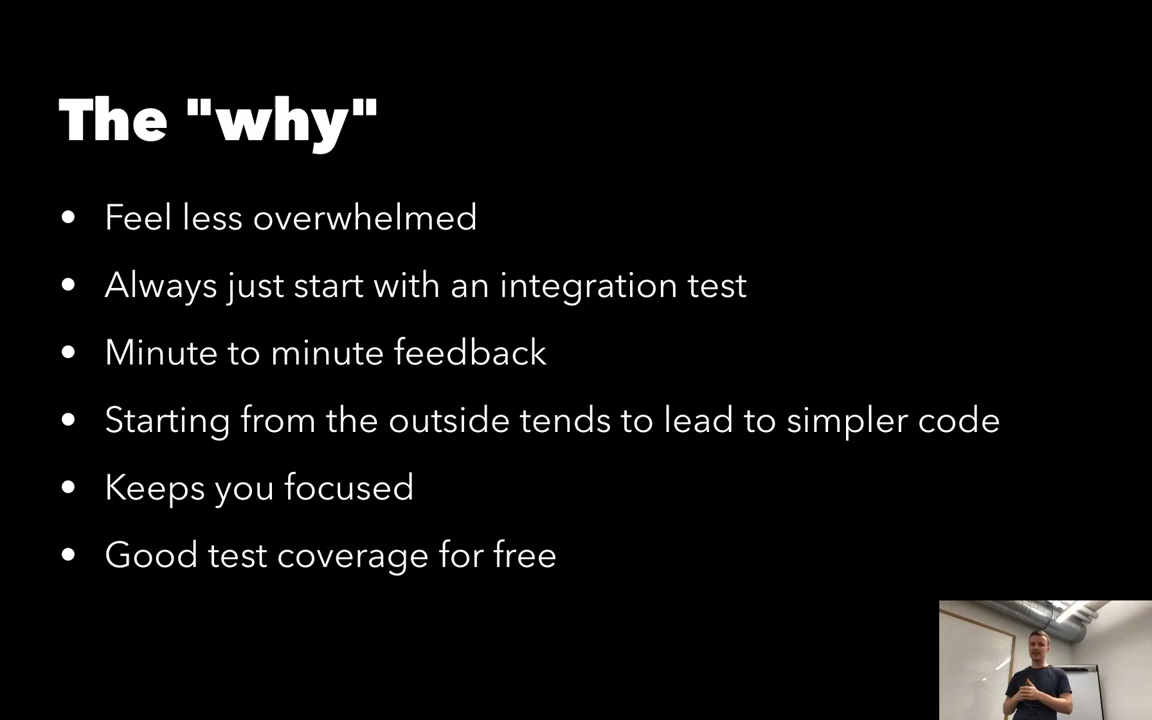 The "why"
• Feel less overwhelmed
• Always just start with an integration test
• Minute to minute feedback
• Starting from the outside tends to lead to simpler code
• Keeps you focused
• Good test coverage for free